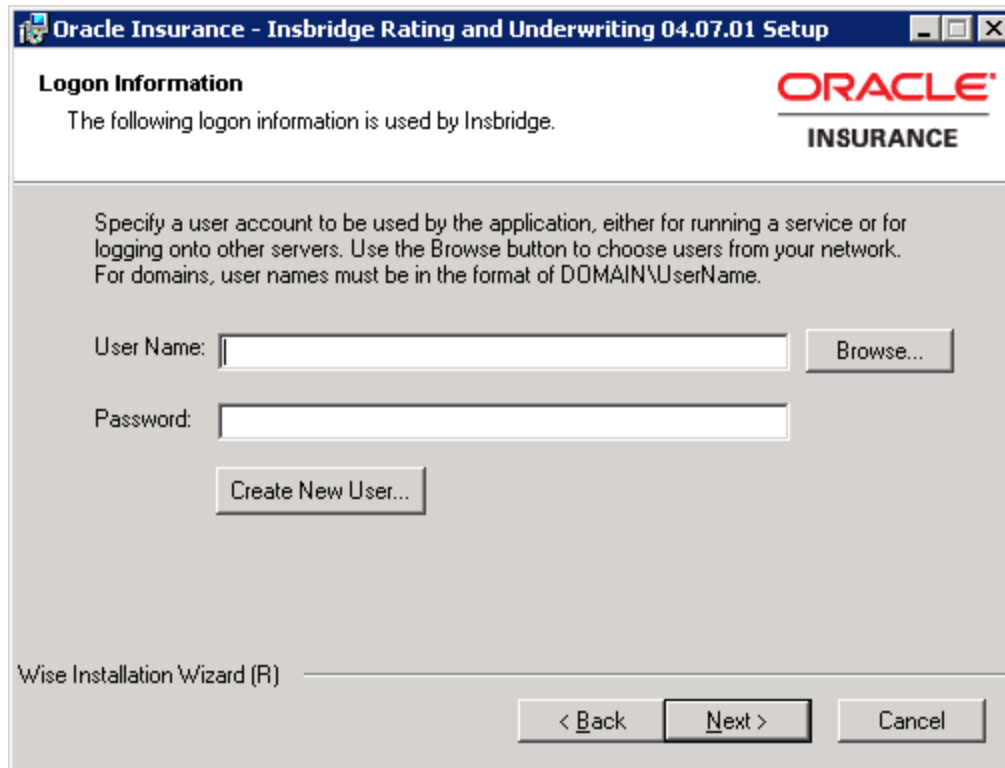 Oracle Insurance - Insbridge Rating and Underwriting 04.07.01 Setup
Logon Information
The following logon information is used by Insbridge.
ORACLE
INSURANCE
Specify a user account to be used by the application, either for running a service or for
logging onto other servers. Use the Browse button to choose users from your network.
For domains, user names must be in the format of DOMAIN\UserName.
User Name:
Browse...
Password:
Create New User...
Wise Installation Wizard (R)
< Back
Next >
Cancel